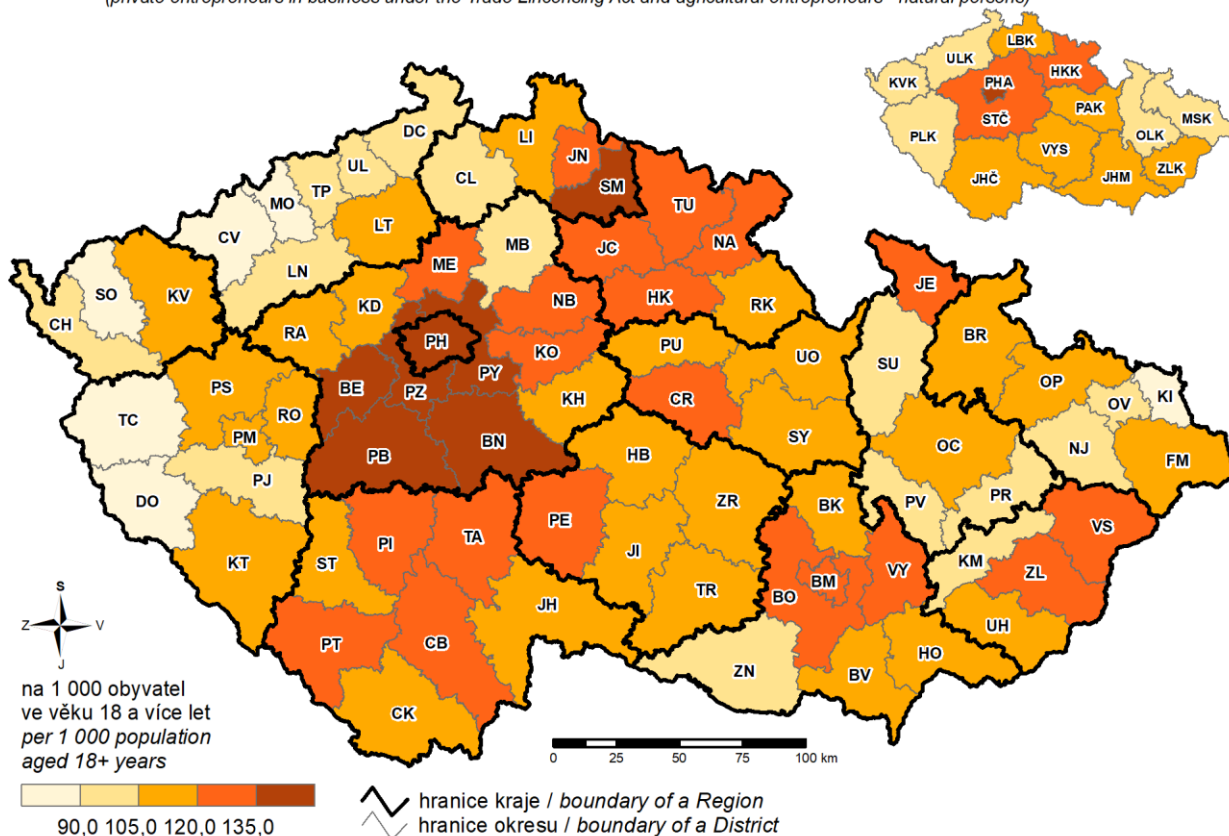 (private entrepreneurs in business under the Trade Lincensing Act and agricultural entrepreneurs - natural persons)
LBK
ULK
KVK
PHA
HKK
STČ
PAK
PLK
OLK
MSK
VYS
JHČ
JHM
ZLK
DC
LI
JN
UL
CL
SM
TP
MO
TU
CV
LT
MB
JC
NA
ME
LN
SO
KV
KD
NB
HK
RK
JE
CH
RA
BR
PH
KO
PU
UO
SU
PS
BE
PZ
PY
OP
KI
RO
KH
CR
OV
TC
PM
OC
PB
BN
HB
SY
NJ
FM
PJ
DO
PV
PR
ZR
PE
BK
VS
PI
TA
ST
JI
KM
KT
BM
VY
ZL
TR
BO
JH
UH
PT
CB
HO
ZN
BV
CK
S
Z V
J
na 1 000 obyvatel
ve věku 18 a více let
per 1 000 population
aged 18+ years
0 25 50 75 100 km
90,0 105,0 120,0 135,0
hranice kraje / boundary of a Region
hranice okresu / boundary of a District